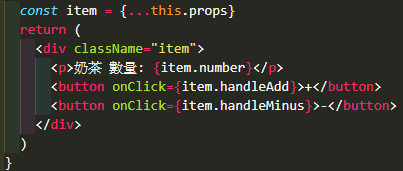 const item = {...this.props}
return (
<div className="item">
<p>奶茶 數量: {item.number}</p>
<button onClick={item.handleAdd}>+</button>
<button onClick={item.handleMinus}>-</button>
</div>
)
}